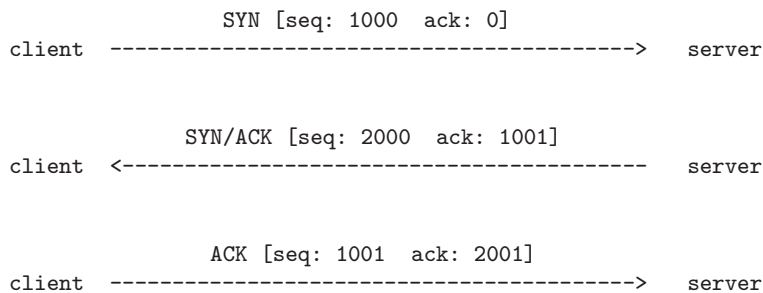 SYN [seq: 1000 ack: 0]
client ------------------------------------------> server
SYN/ACK [seq: 2000 ack: 1001]
client <------------------------------------------ server
ACK [seq: 1001 ack: 2001]
client ------------------------------------------> server